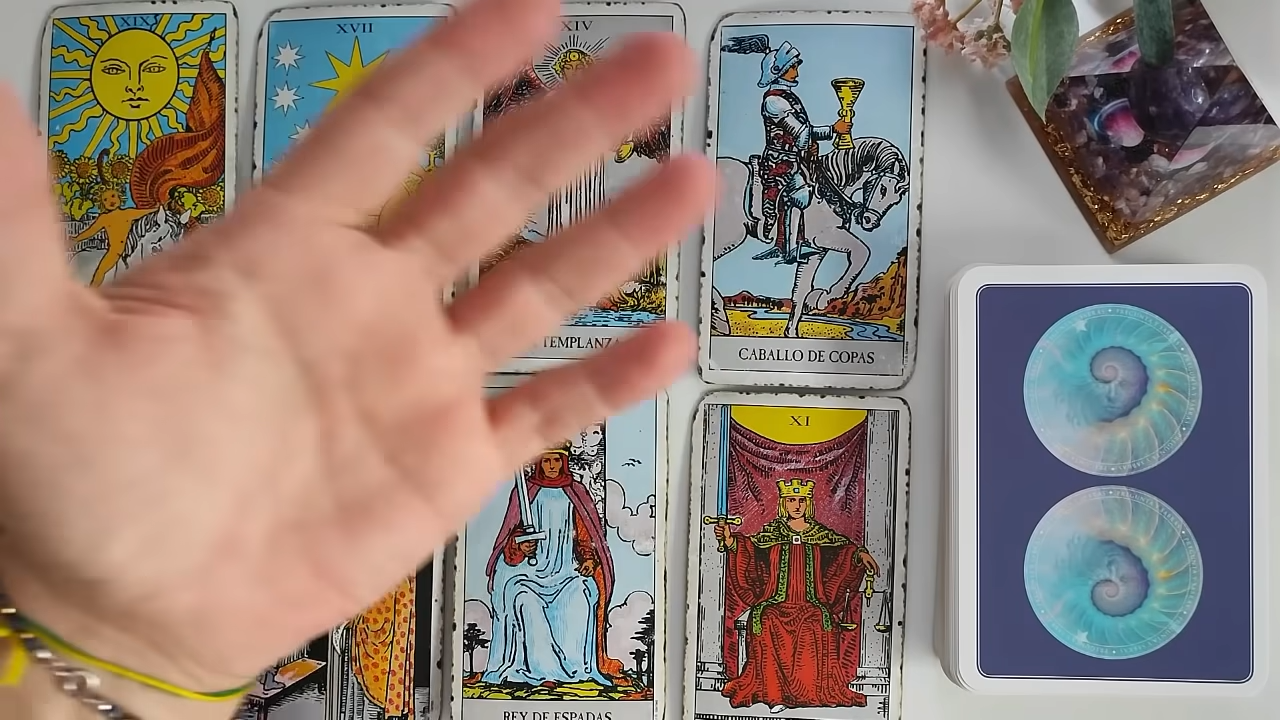 XIX
XVII
XIV
TEMPLANZA
CABALLO DE COPAS
XI
REY DE ESPADAS